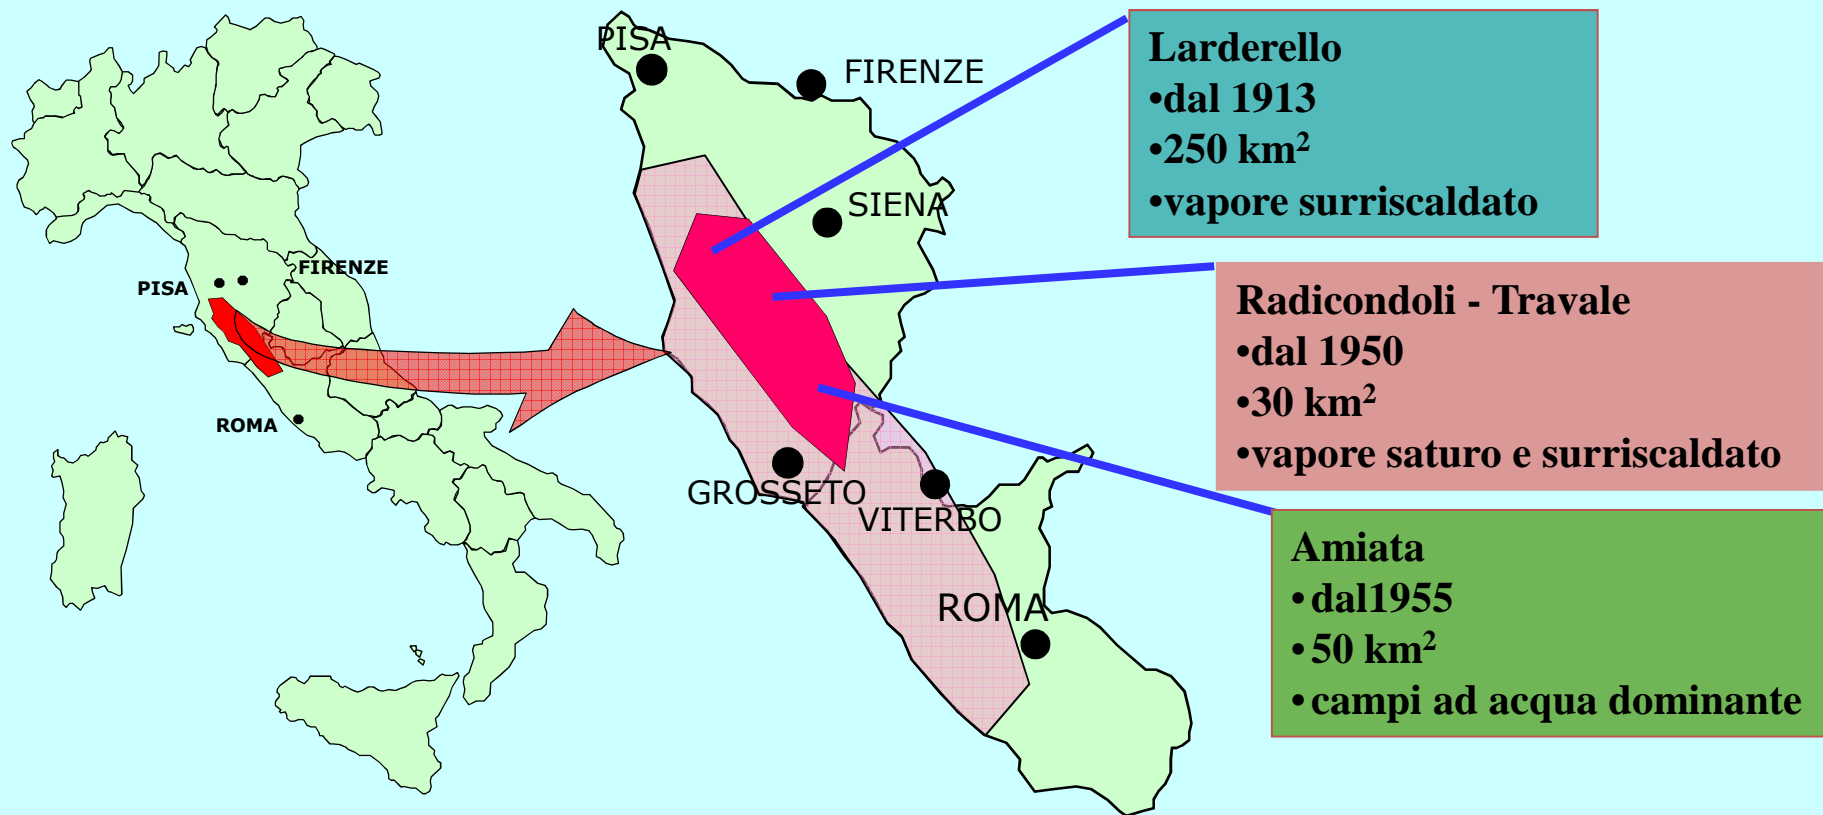 PISA
FIRENZE
ROMA
PISA
FIRENZE
SIENA
GROSSETO
VITERBO
ROMA
Larderello
•dal 1913
•250 km²
•vapore surriscaldato
Radicondoli - Travale
•dal 1950
•30 km²
•vapore saturo e surriscaldato
Amiata
•dal1955
•50 km²
•campi ad acqua dominante